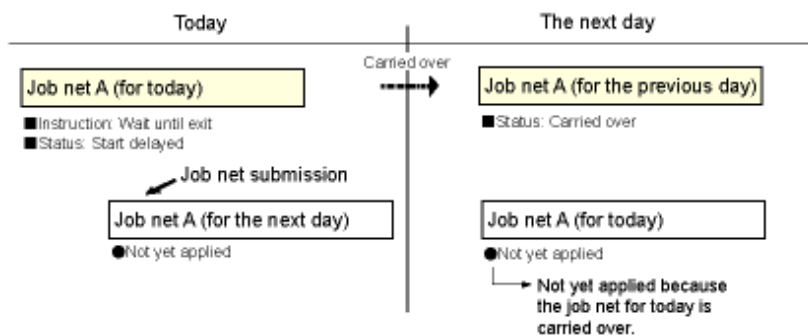 Today
The next day
Carried over
Job net A (for today)
Job net A (for the previous day)
■Instruction: Wait until exit
■Status: Start delayed
■Status: Carried over
Job net submission
Job net A (for the next day)
Job net A (for today)
●Not yet applied
●Not yet applied
Not yet applied because
the job net for today is
carried over.